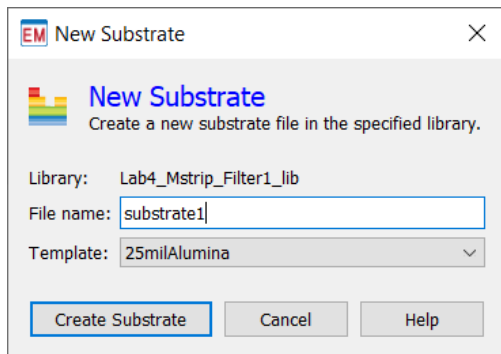 EM New Substrate
New Substrate
Create a new substrate file in the specified library.
Library: Lab4_Mstrip_Filter1_lib
File name: substrate1
Template: 25milAlumina
Create Substrate Cancel Help